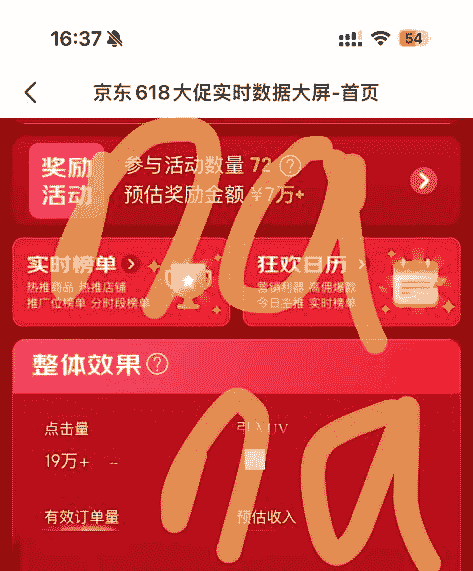 16:37
54
京东618大促实时数据大屏-首页
奖励
活动
参与活动数量 72 ?
预估奖励金额 ¥7万+
实时榜单
热推商品 热推店铺
推广位榜单 分时段榜单
狂欢日历
营销利器 高佣爆款
今日主推 实时榜单
整体效果 ?
点击量
引入UV
19万+ --
有效订单量
预估收入